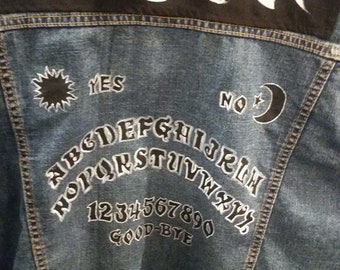 YES
NO
ABCDEFGHIJKLM
NOPQRSTUVWXYZ
1234567890
GOOD-BYE